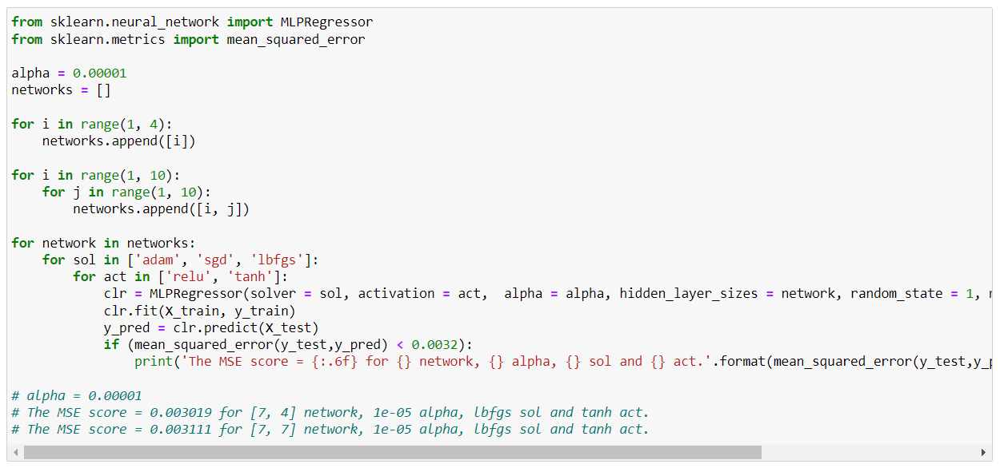 from sklearn.neural_network import MLPRegressor
from sklearn.metrics import mean_squared_error
alpha = 0.00001
networks = []
for i in range(1, 4):
    networks.append([i])
for i in range(1, 10):
    for j in range(1, 10):
        networks.append([i, j])
for network in networks:
    for sol in ['adam', 'sgd', 'lbfgs']:
        for act in ['relu', 'tanh']:
            clr = MLPRegressor(solver = sol, activation = act,  alpha = alpha, hidden_layer_sizes = network, random_state = 1,
            clr.fit(X_train, y_train)
            y_pred = clr.predict(X_test)
            if (mean_squared_error(y_test,y_pred) < 0.0032):
                print('The MSE score = {:.6f} for {} network, {} alpha, {} sol and {} act.'.format(mean_squared_error(y_test,
# alpha = 0.00001
# The MSE score = 0.003019 for [7, 4] network, 1e-05 alpha, lbfgs sol and tanh act.
# The MSE score = 0.003111 for [7, 7] network, 1e-05 alpha, lbfgs sol and tanh act.